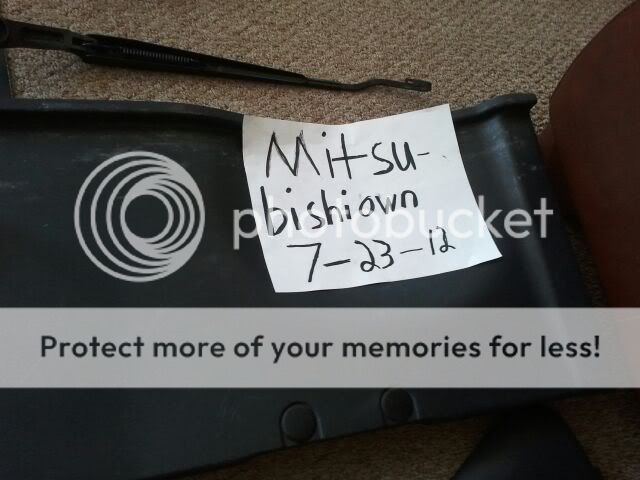 Mitsu-
bishiown
7-23-12
photobucket
Protect more of your memories for less!